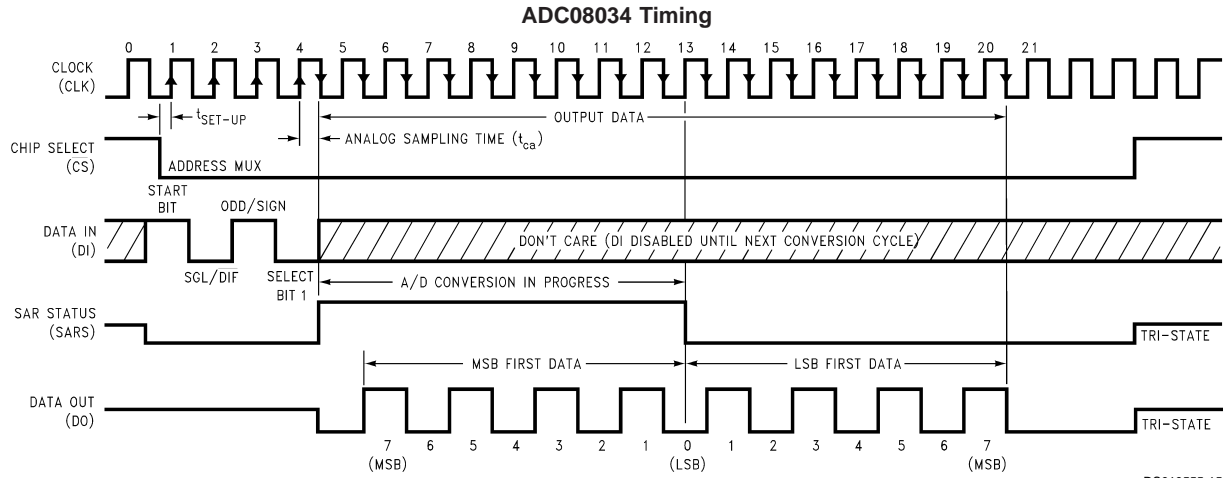 ADC08034 Timing
0 1 2 3 4 5 6 7 8 9 10 11 12 13 14 15 16 17 18 19 20 21
CLOCK
(CLK)
tSET-UP
OUTPUT DATA
ANALOG SAMPLING TIME (tca)
CHIP SELECT
(C̅S̅)
ADDRESS MUX
START
BIT
ODD/SIGN
DATA IN
(DI)
DON'T CARE (DI DISABLED UNTIL NEXT CONVERSION CYCLE)
SGL/D̅I̅F̅
SELECT
BIT 1
A/D CONVERSION IN PROGRESS
SAR STATUS
(SARS)
TRI-STATE
MSB FIRST DATA
LSB FIRST DATA
DATA OUT
(DO)
TRI-STATE
7 6 5 4 3 2 1 0 1 2 3 4 5 6 7
(MSB) (LSB) (MSB)